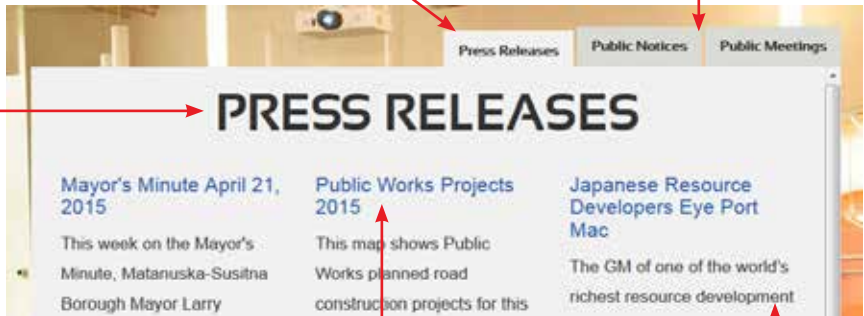 Press Releases Public Notices Public Meetings
PRESS RELEASES
Mayor's Minute April 21,
2015
This week on the Mayor's
Minute, Matanuska-Susitna
Borough Mayor Larry
Public Works Projects
2015
This map shows Public
Works planned road
construction projects for this
Japanese Resource
Developers Eye Port
Mac
The GM of one of the world's
richest resource development